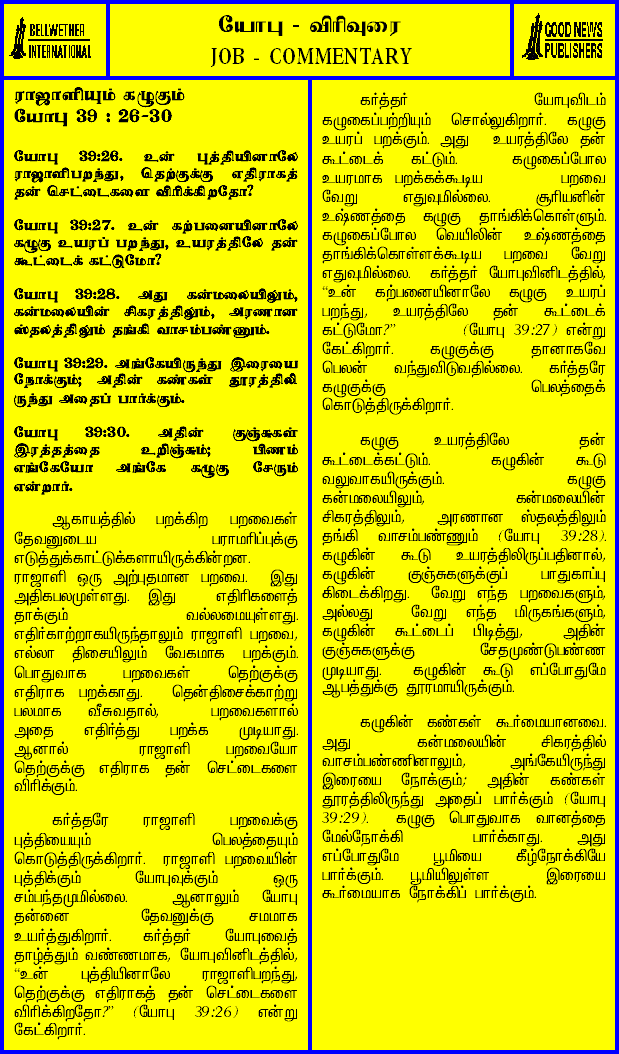 BELLWETHER
INTERNATIONAL
யோபு - விரிவுரை
JOB - COMMENTARY
GOOD NEWS
PUBLISHERS
ராஜாளியும் கழுகும்
யோபு 39 : 26-30
யோபு 39:26. உன் புத்தியினாலே
ராஜாளிபறந்து, தெற்குக்கு எதிராகத்
தன் செட்டைகளை விரிக்கிறதோ?
யோபு 39:27. உன் கற்பனையினாலே
கழுகு உயரப் பறந்து, உயரத்திலே தன்
கூட்டைக் கட்டுமோ?
யோபு 39:28. அது கன்மலையிலும்,
கன்மலையின் சிகரத்திலும், அரணான
ஸ்தலத்திலும் தங்கி வாசம்பண்ணும்.
யோபு 39:29. அங்கேயிருந்து இரையை
நோக்கும்; அதின் கண்கள் தூரத்திலி
ருந்து அதைப் பார்க்கும்.
யோபு 39:30. அதின் குஞ்சுகள்
இரத்தத்தை உறிஞ்சும்; பிணம்
எங்கேயோ அங்கே கழுகு சேரும்
என்றார்.
ஆகாயத்தில் பறக்கிற பறவைகள்
தேவனுடைய பராமரிப்புக்கு
எடுத்துக்காட்டுக்களாயிருக்கின்றன.
ராஜாளி ஒரு அற்புதமான பறவை. இது
அதிகபலமுள்ளது. இது எதிரிகளைத்
தாக்கும் வல்லமையுள்ளது.
எதிர்காற்றாகயிருந்தாலும் ராஜாளி பறவை,
எல்லா திசையிலும் வேகமாக பறக்கும்.
பொதுவாக பறவைகள் தெற்குக்கு
எதிராக பறக்காது. தென்திசைக்காற்று
பலமாக வீசுவதால், பறவைகளால்
அதை எதிர்த்து பறக்க முடியாது.
ஆனால் ராஜாளி பறவையோ
தெற்குக்கு எதிராக தன் செட்டைகளை
விரிக்கும்.
கர்த்தரே ராஜாளி பறவைக்கு
புத்தியையும் பெலத்தையும்
கொடுத்திருக்கிறார். ராஜாளி பறவையின்
புத்திக்கும் யோபுவுக்கும் ஒரு
சம்பந்தமுமில்லை. ஆனாலும் யோபு
தன்னை தேவனுக்கு சமமாக
உயர்த்துகிறார். கர்த்தர் யோபுவைத்
தாழ்த்தும் வண்ணமாக, யோபுவினிடத்தில்,
“உன் புத்தியினாலே ராஜாளிபறந்து,
தெற்குக்கு எதிராகத் தன் செட்டைகளை
விரிக்கிறதோ?” (யோபு 39:26) என்று
கேட்கிறார்.
கர்த்தர் யோபுவிடம்
கழுகைப்பற்றியும் சொல்லுகிறார். கழுகு
உயரப் பறக்கும். அது உயரத்திலே தன்
கூட்டைக் கட்டும். கழுகைப்போல
உயரமாக பறக்கக்கூடிய பறவை
வேறு எதுவுமில்லை. சூரியனின்
உஷ்ணத்தை கழுகு தாங்கிக்கொள்ளும்.
கழுகைப்போல வெயிலின் உஷ்ணத்தை
தாங்கிக்கொள்ளக்கூடிய பறவை வேறு
எதுவுமில்லை. கர்த்தர் யோபுவினிடத்தில்,
“உன் கற்பனையினாலே கழுகு உயரப்
பறந்து, உயரத்திலே தன் கூட்டைக்
கட்டுமோ?” (யோபு 39:27) என்று
கேட்கிறார். கழுகுக்கு தானாகவே
பெலன் வந்துவிடுவதில்லை. கர்த்தரே
கழுகுக்கு பெலத்தைக்
கொடுத்திருக்கிறார்.
கழுகு உயரத்திலே தன்
கூட்டைக்கட்டும். கழுகின் கூடு
வலுவாகயிருக்கும். கழுகு
கன்மலையிலும், கன்மலையின்
சிகரத்திலும், அரணான ஸ்தலத்திலும்
தங்கி வாசம்பண்ணும் (யோபு 39:28).
கழுகின் கூடு உயரத்திலிருப்பதினால்,
கழுகின் குஞ்சுகளுக்குப் பாதுகாப்பு
கிடைக்கிறது. வேறு எந்த பறவைகளும்,
அல்லது வேறு எந்த மிருகங்களும்,
கழுகின் கூட்டைப் பிடித்து, அதின்
குஞ்சுகளுக்கு சேதமுண்டுபண்ண
முடியாது. கழுகின் கூடு எப்போதுமே
ஆபத்துக்கு தூரமாயிருக்கும்.
கழுகின் கண்கள் கூர்மையானவை.
அது கன்மலையின் சிகரத்தில்
வாசம்பண்ணினாலும், அங்கேயிருந்து
இரையை நோக்கும்; அதின் கண்கள்
தூரத்திலிருந்து அதைப் பார்க்கும் (யோபு
39:29). கழுகு பொதுவாக வானத்தை
மேல்நோக்கி பார்க்காது. அது
எப்போதுமே பூமியை கீழ்நோக்கியே
பார்க்கும். பூமியிலுள்ள இரையை
கூர்மையாக நோக்கிப் பார்க்கும்.